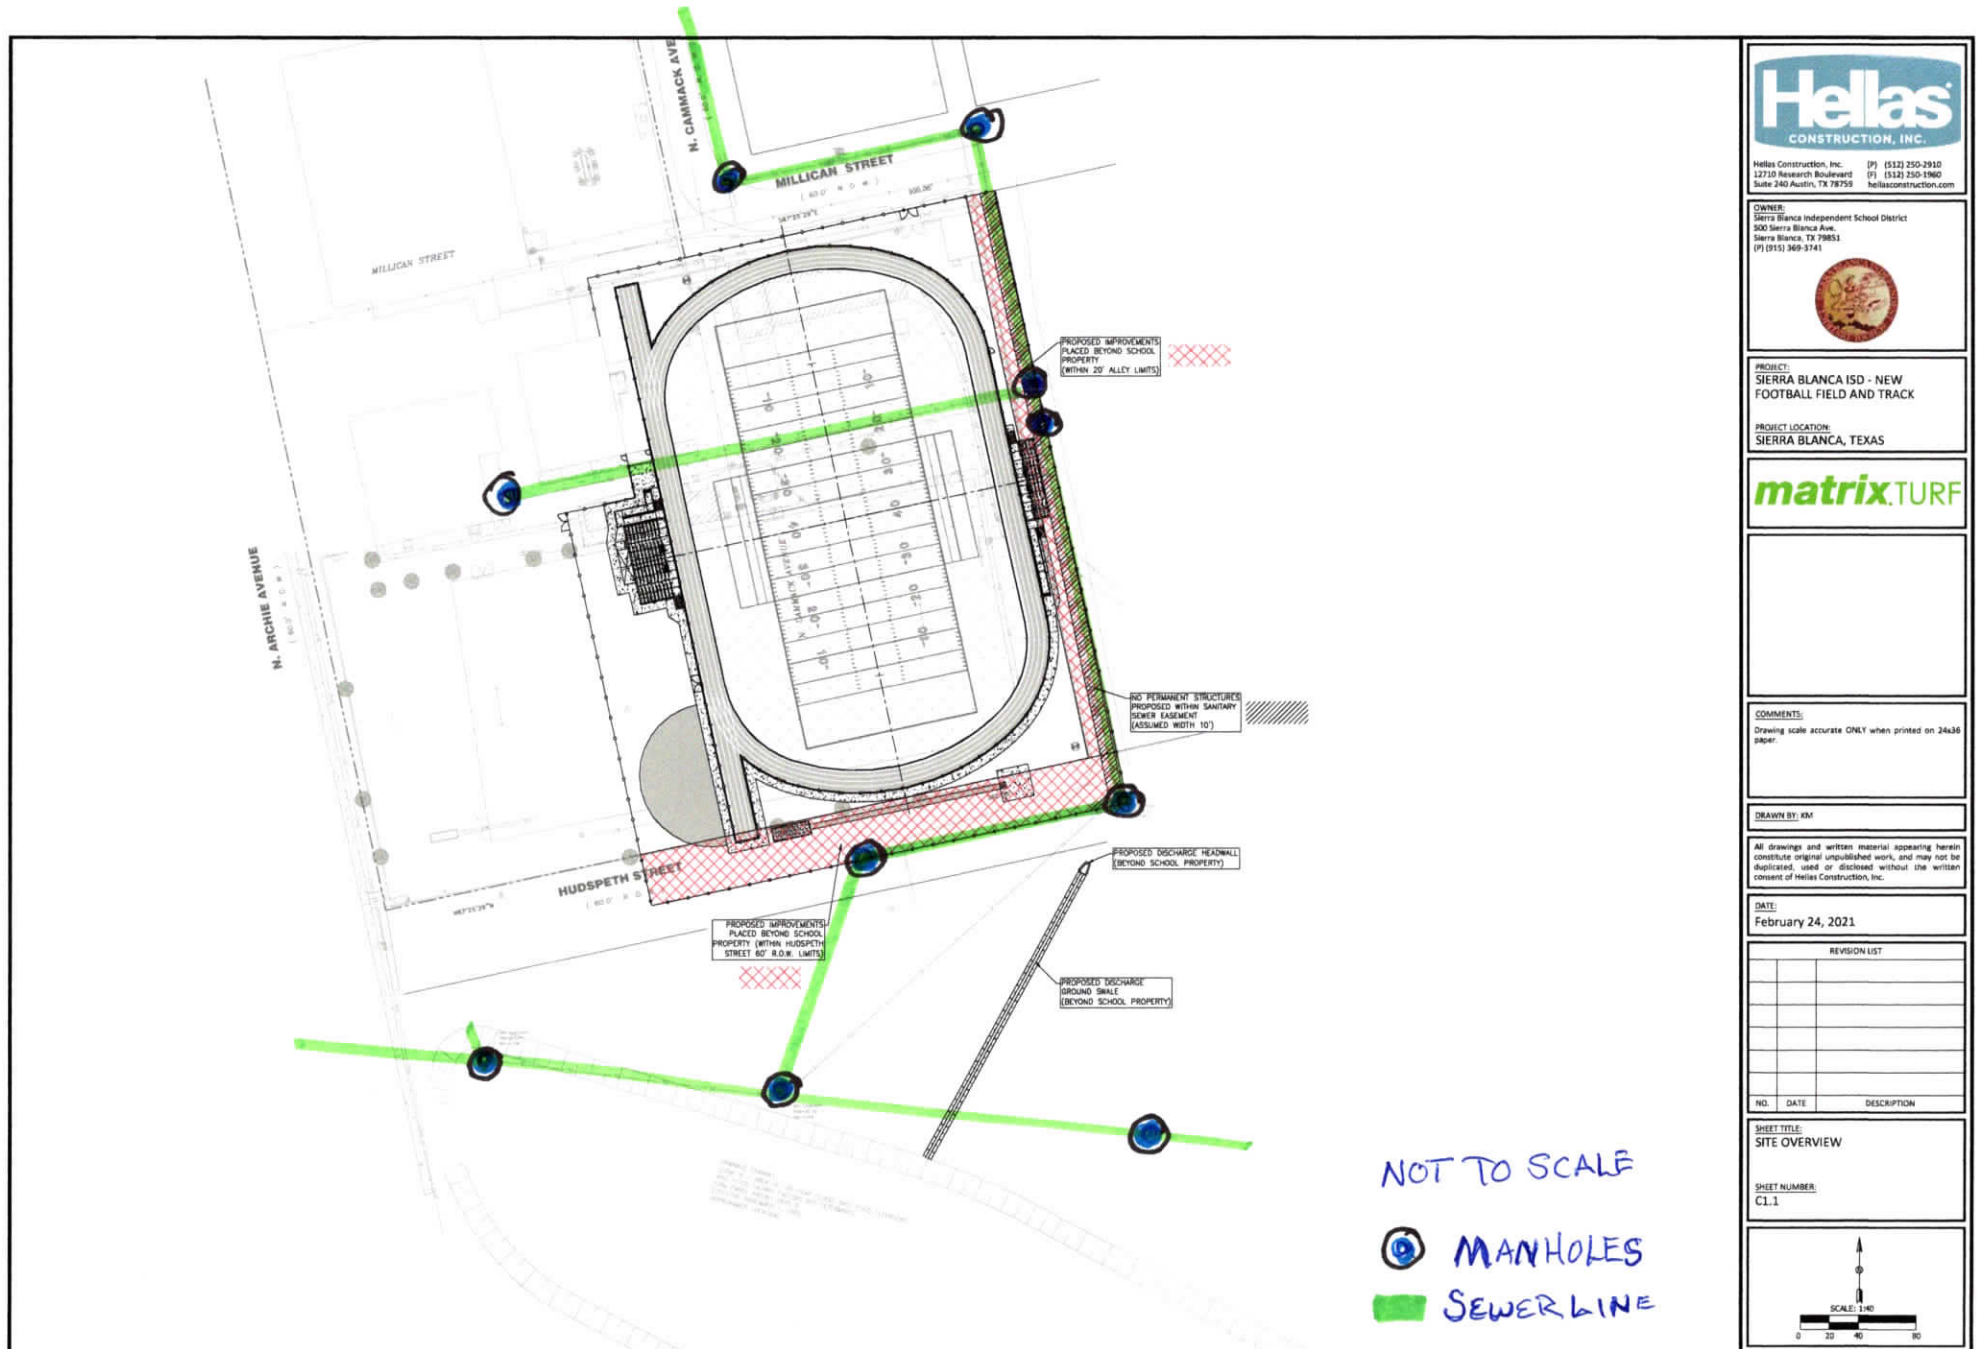 N. CAMMACK AVE
MILLICAN STREET
( 60.0' R.O.W. )
MILLICAN STREET
PROPOSED IMPROVEMENTS
PLACED BEYOND SCHOOL
PROPERTY
(WITHIN 20' ALLEY LIMITS)
N. ARCHIE AVENUE
( 60.0' R.O.W. )
N. CAMMACK AVENUE
NO PERMANENT STRUCTURES
PROPOSED WITHIN SANITARY
SEWER EASEMENT
(ASSUMED WIDTH 10')
HUDSPETH STREET
PROPOSED DISCHARGE HEADWALL
(BEYOND SCHOOL PROPERTY)
PROPOSED IMPROVEMENTS
PLACED BEYOND SCHOOL
PROPERTY (WITHIN HUDSPETH
STREET 60' R.O.W. LIMITS)
PROPOSED DISCHARGE
GROUND SWALE
(BEYOND SCHOOL PROPERTY)
NOT TO SCALE
MANHOLES
SEWER LINE
Hellas
CONSTRUCTION, INC.
Hellas Construction, Inc. (P) (512) 250-2910
12710 Research Boulevard (F) (512) 250-1960
Suite 240 Austin, TX 78759 hellasconstruction.com
OWNER:
Sierra Blanca Independent School District
500 Sierra Blanca Ave.
Sierra Blanca, TX 79851
(P) (915) 369-3741
PROJECT:
SIERRA BLANCA ISD - NEW
FOOTBALL FIELD AND TRACK
PROJECT LOCATION:
SIERRA BLANCA, TEXAS
matrix.TURF
COMMENTS:
Drawing scale accurate ONLY when printed on 24x36
paper.
DRAWN BY: KM
All drawings and written material appearing herein
constitute original unpublished work, and may not be
duplicated, used or disclosed without the written
consent of Hellas Construction, Inc.
DATE:
February 24, 2021
REVISION LIST
NO. DATE DESCRIPTION
SHEET TITLE:
SITE OVERVIEW
SHEET NUMBER:
C1.1
SCALE: 1:40
0 20 40 80